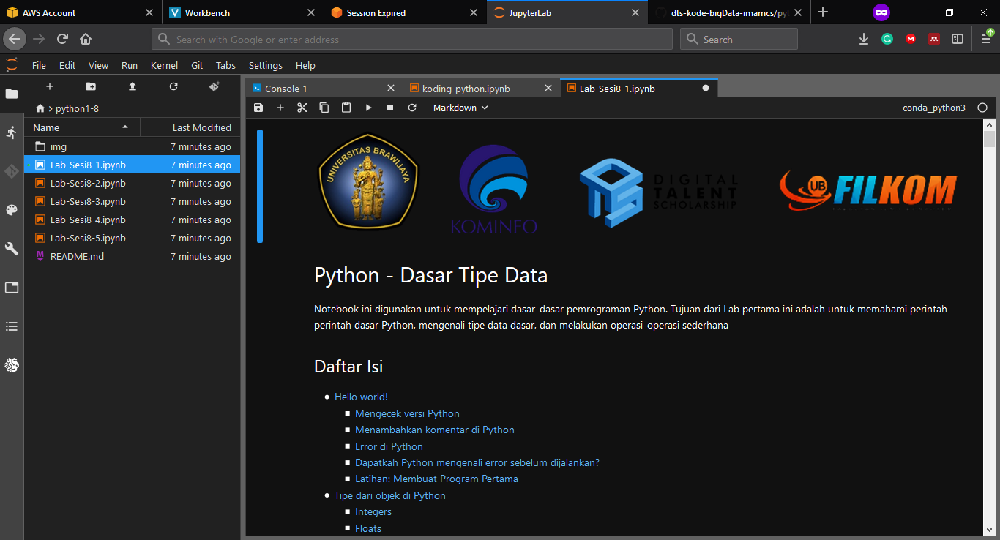 AWS Account
Workbench
Session Expired
JupyterLab
dts-kode-bigData-imamcs/pyt
Search with Google or enter address
Search
File Edit View Run Kernel Git Tabs Settings Help
python1-8
Name Last Modified
img 7 minutes ago
Lab-Sesi8-1.ipynb 7 minutes ago
Lab-Sesi8-2.ipynb 7 minutes ago
Lab-Sesi8-3.ipynb 7 minutes ago
Lab-Sesi8-4.ipynb 7 minutes ago
Lab-Sesi8-5.ipynb 7 minutes ago
README.md 7 minutes ago
Console 1
koding-python.ipynb
Lab-Sesi8-1.ipynb
Markdown
conda_python3
UNIVERSITAS BRAWIJAYA
KOMINFO
DIGITAL
TALENT
SCHOLARSHIP
UB
FILKOM
Python - Dasar Tipe Data
Notebook ini digunakan untuk mempelajari dasar-dasar pemrograman Python. Tujuan dari Lab pertama ini adalah untuk memahami perintah-
perintah dasar Python, mengenali tipe data dasar, dan melakukan operasi-operasi sederhana
Daftar Isi
Hello world!
Mengecek versi Python
Menambahkan komentar di Python
Error di Python
Dapatkah Python mengenali error sebelum dijalankan?
Latihan: Membuat Program Pertama
Tipe dari objek di Python
Integers
Floats